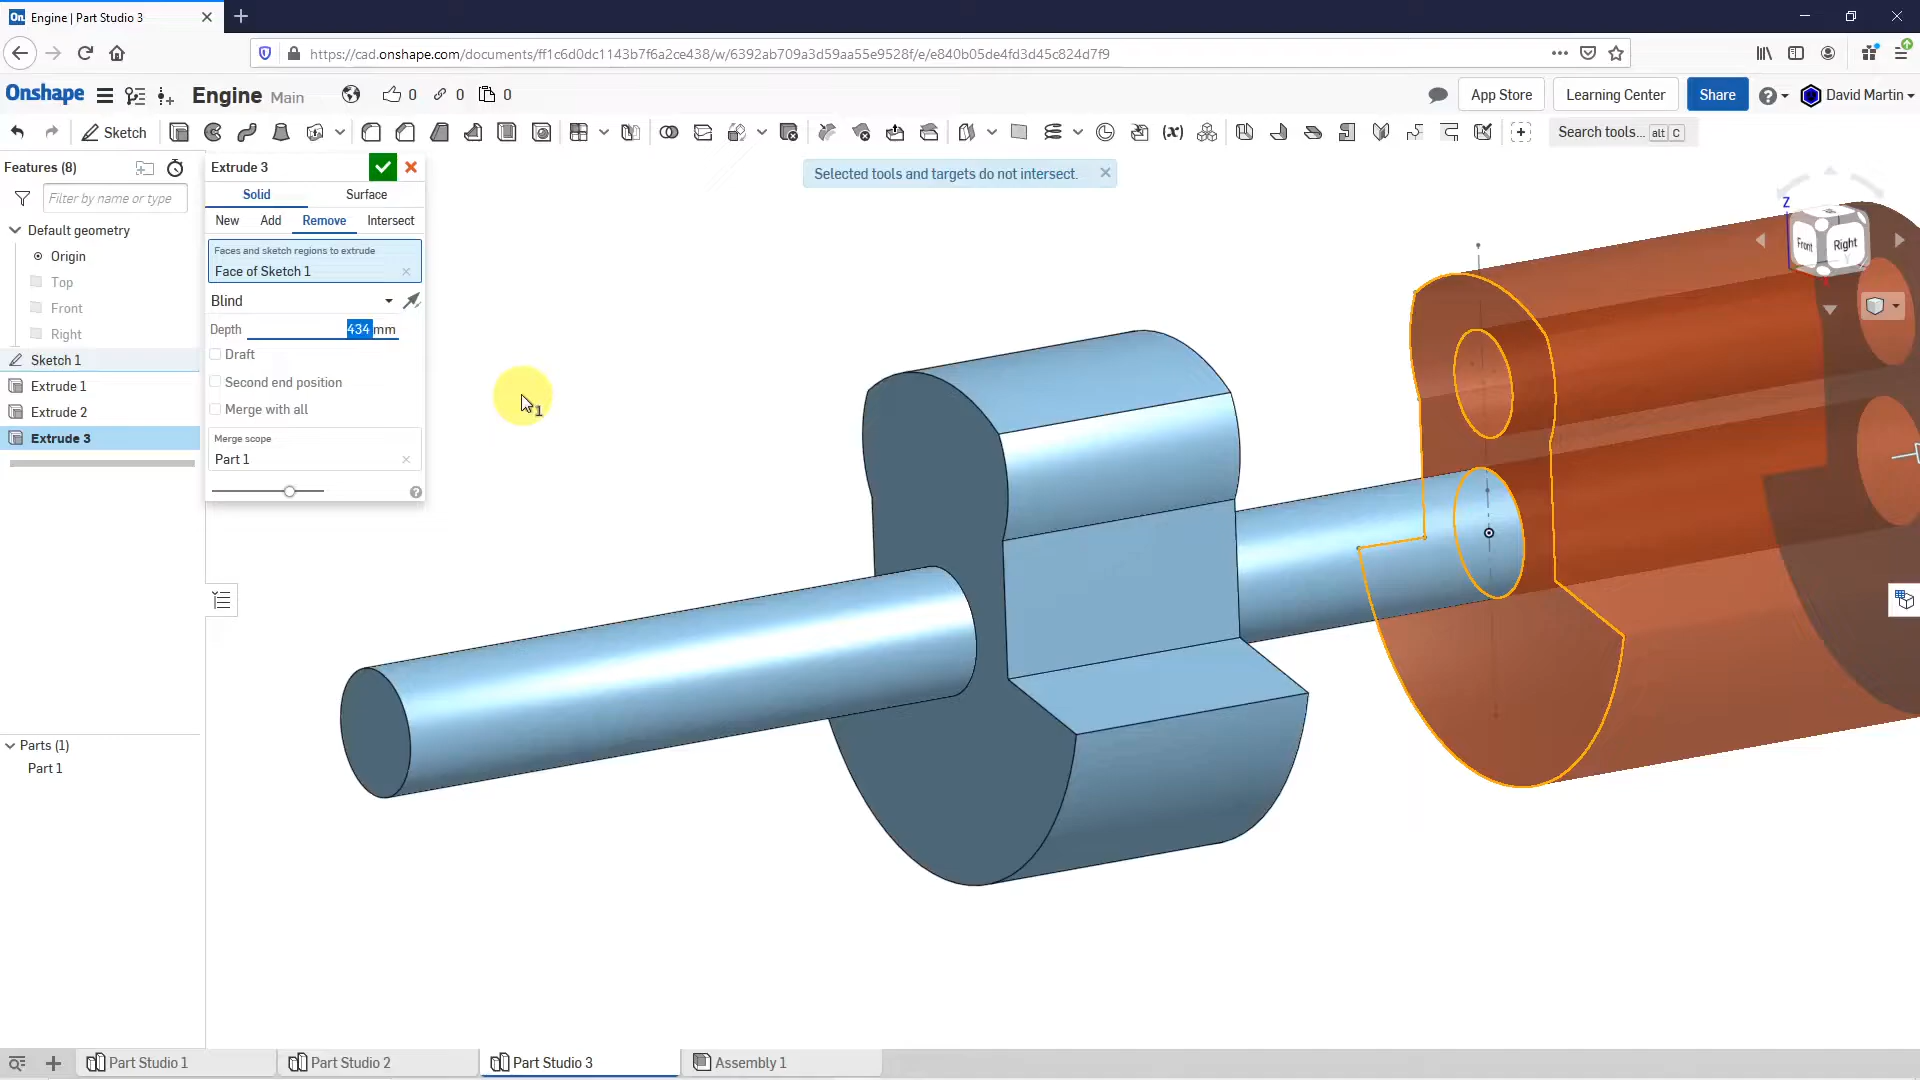 On. Engine | Part Studio 3
https://cad.onshape.com/documents/ff1c6d0dc1143b7f6a2ce438/w/6392ab709a3d59aa55e9528f/e/e840b05de4fd3d45c824d7f9
Onshape Engine Main 0 0 0 App Store Learning Center Share David Martin
Sketch Search tools... alt C
Features (8)
Filter by name or type
Default geometry
Origin
Top
Front
Right
Sketch 1
Extrude 1
Extrude 2
Extrude 3
Parts (1)
Part 1
Extrude 3
Solid Surface
New Add Remove Intersect
Faces and sketch regions to extrude
Face of Sketch 1
Blind
Depth 434 mm
Draft
Second end position
Merge with all
Merge scope
Part 1
Selected tools and targets do not intersect.
1
Z
Front Right
Part Studio 1 Part Studio 2 Part Studio 3 Assembly 1